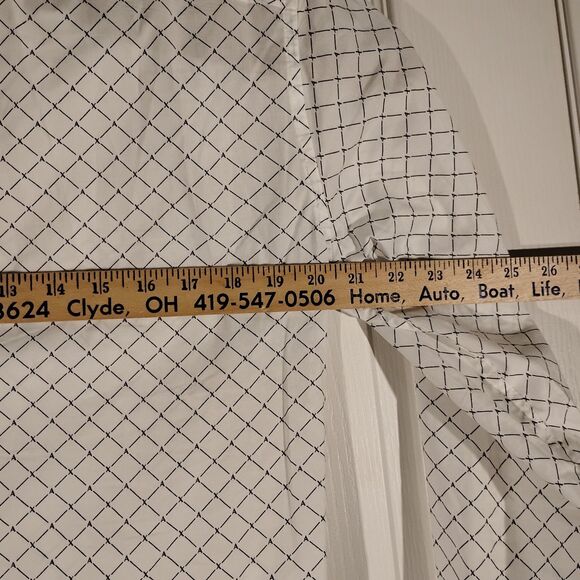 13 14 15 16 17 18 19 20 21 22 23 24 25 26
3624 Clyde, OH 419-547-0506 Home, Auto, Boat, Life,